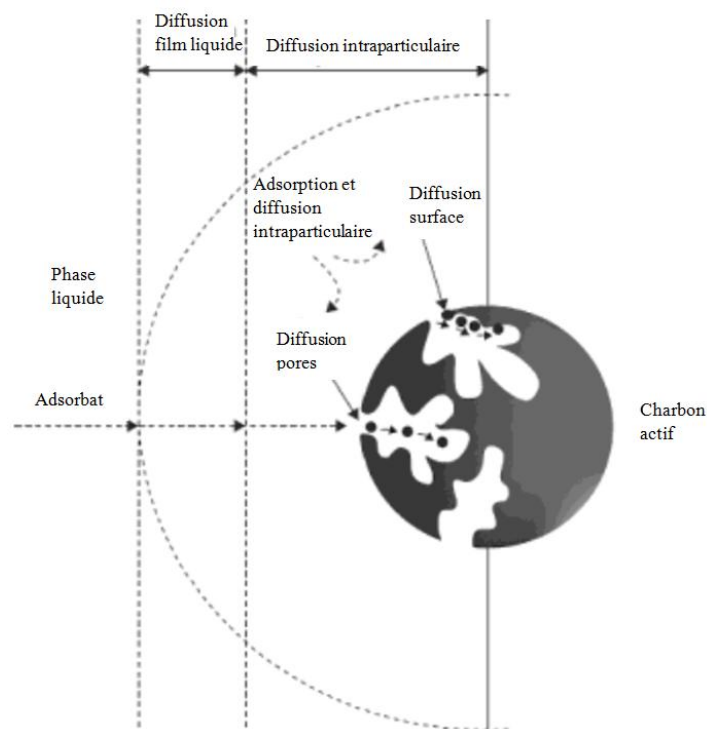 Diffusion
film liquide
Diffusion intraparticulaire
Adsorption et
diffusion
intraparticulaire
Diffusion
surface
Phase
liquide
Diffusion
pores
Adsorbat
Charbon
actif